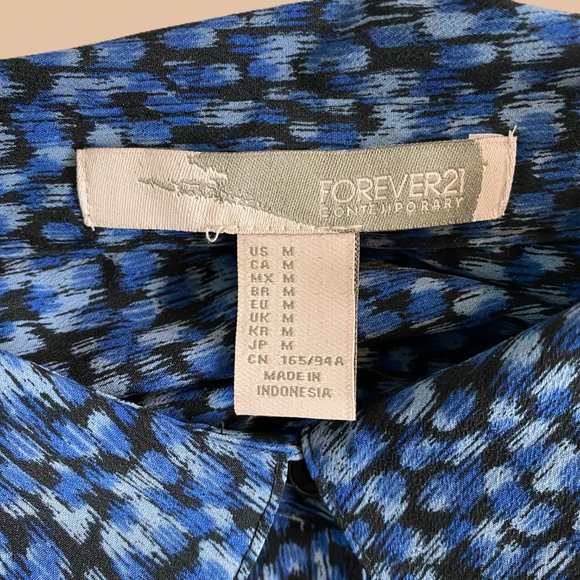 FOREVER21
CONTEMPORARY
US M
CA M
MX M
BR M
EU M
UK M
KR M
JP M
CN 165/94A
MADE IN
INDONESIA